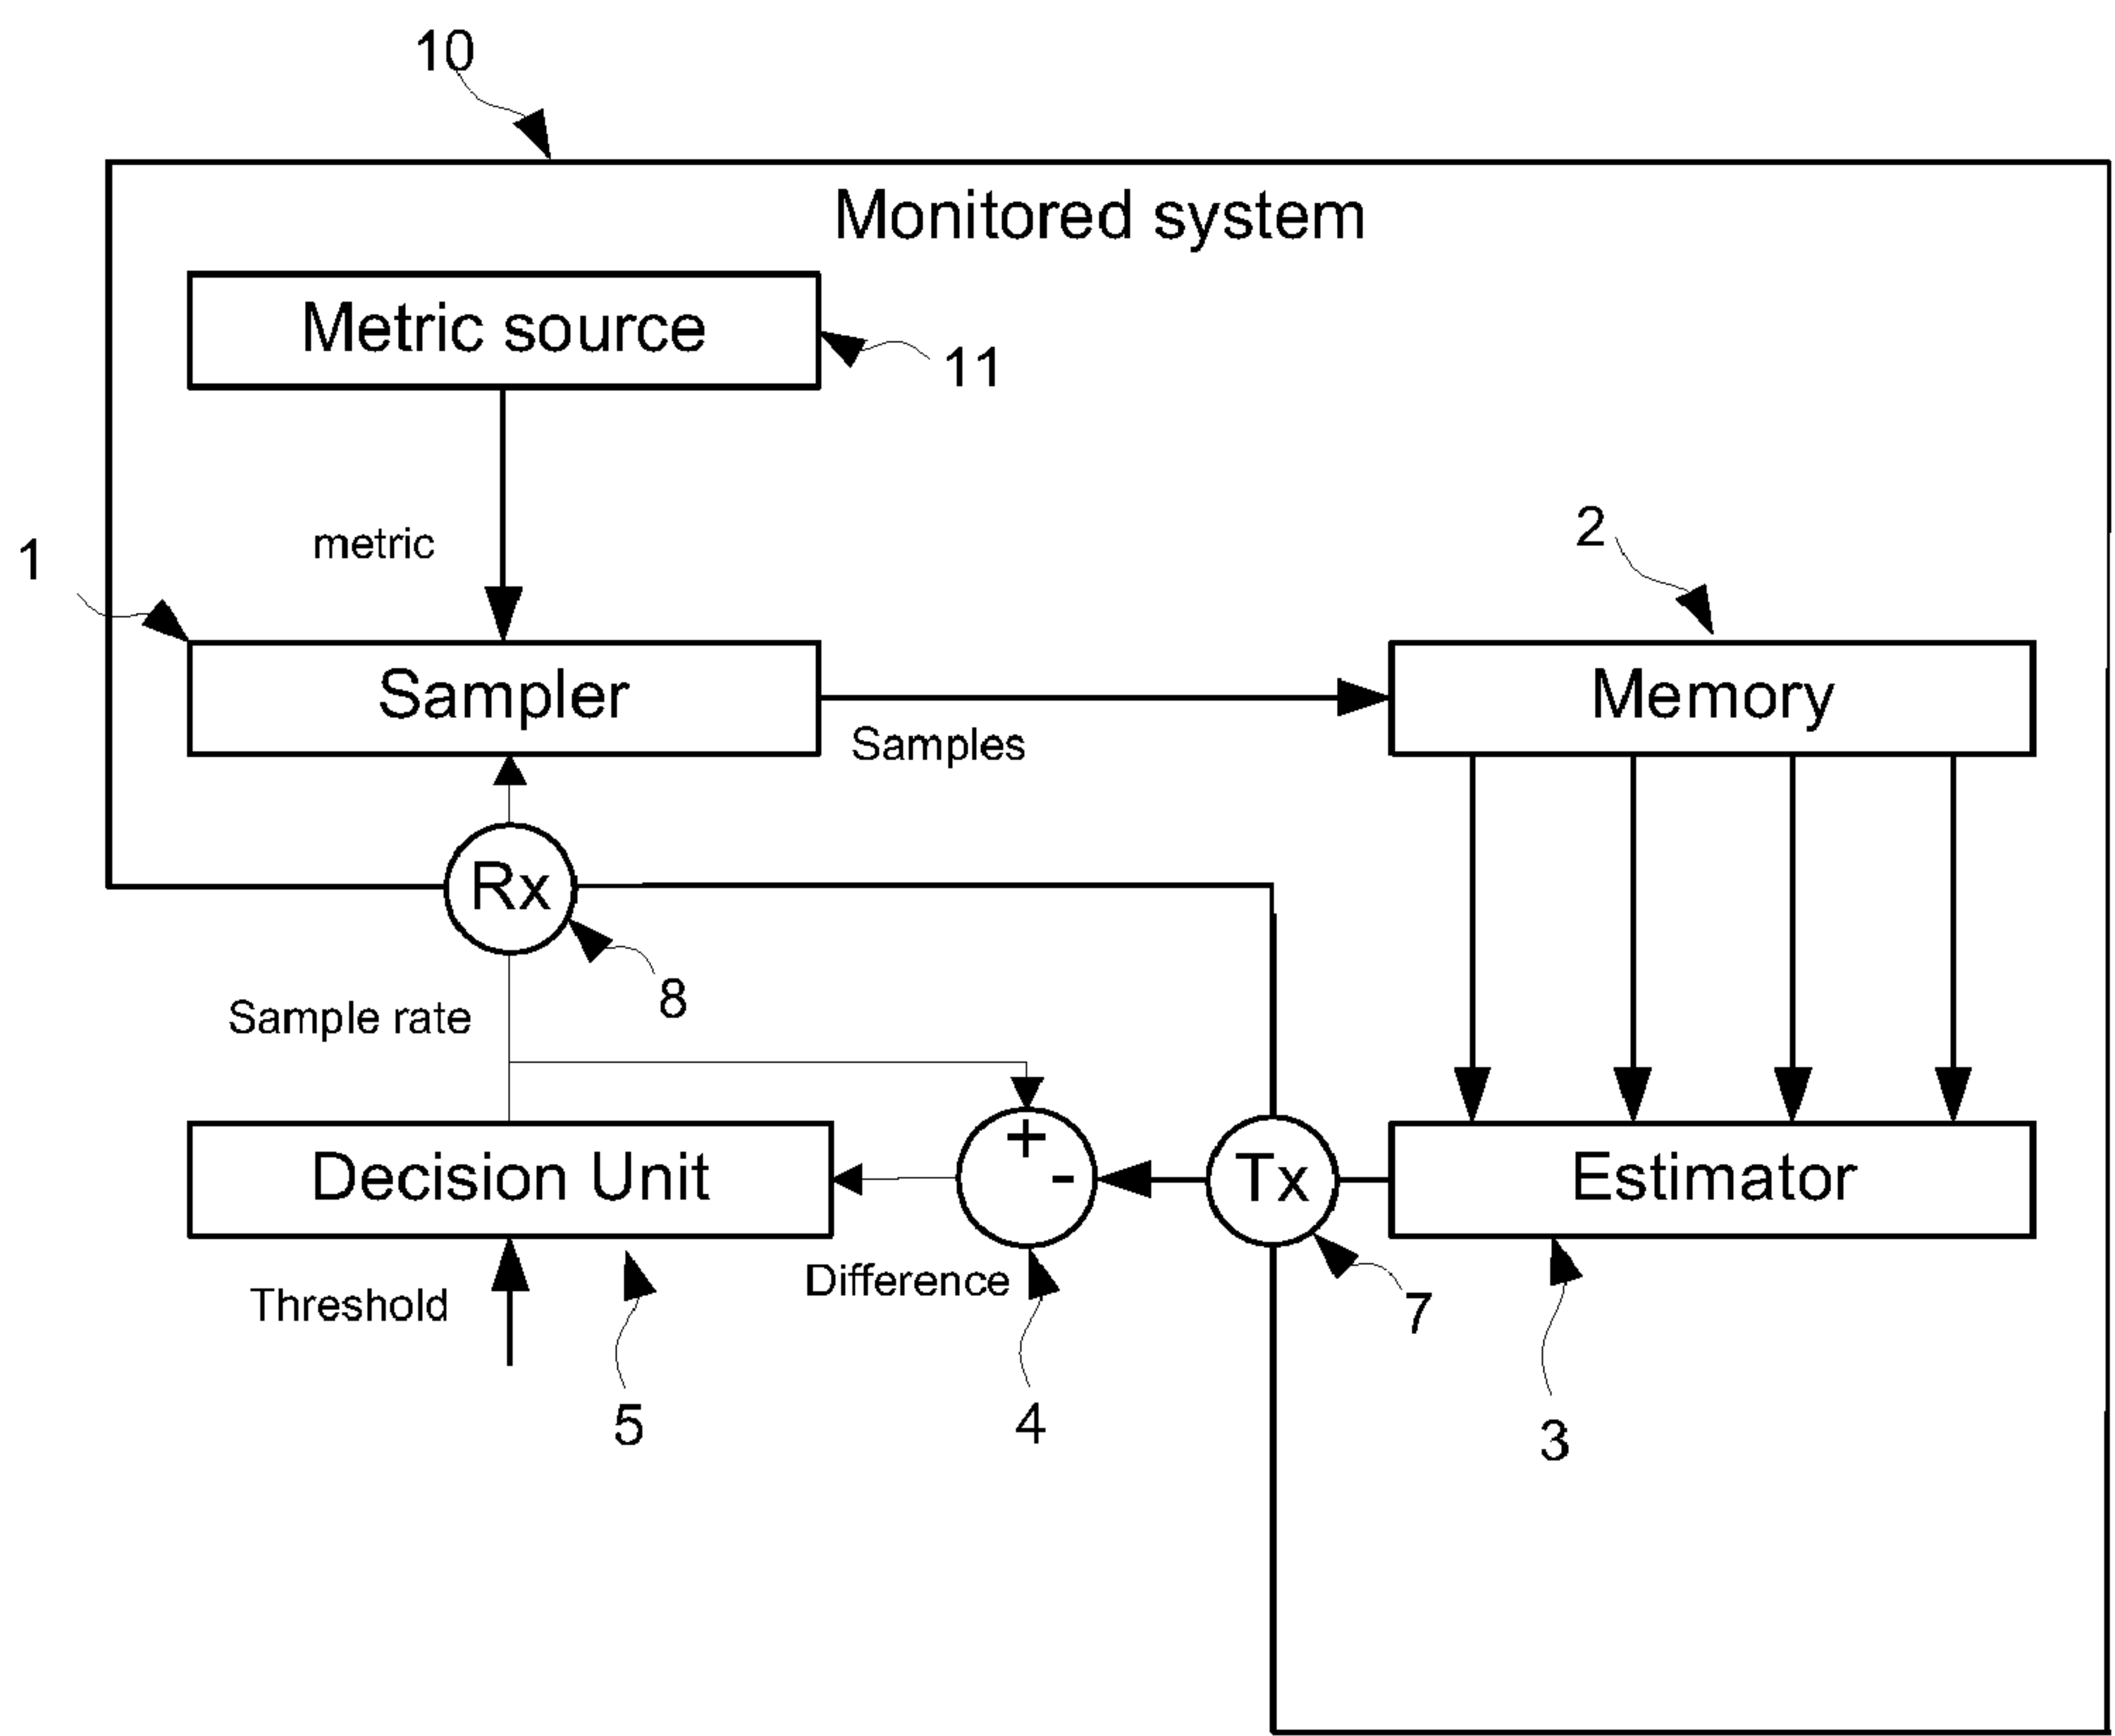 10
Monitored system
Metric source
11
metric
1
2
Sampler
Memory
Samples
Rx
8
Sample rate
Decision Unit
+
-
Tx
Estimator
Threshold
Difference
7
5
4
3